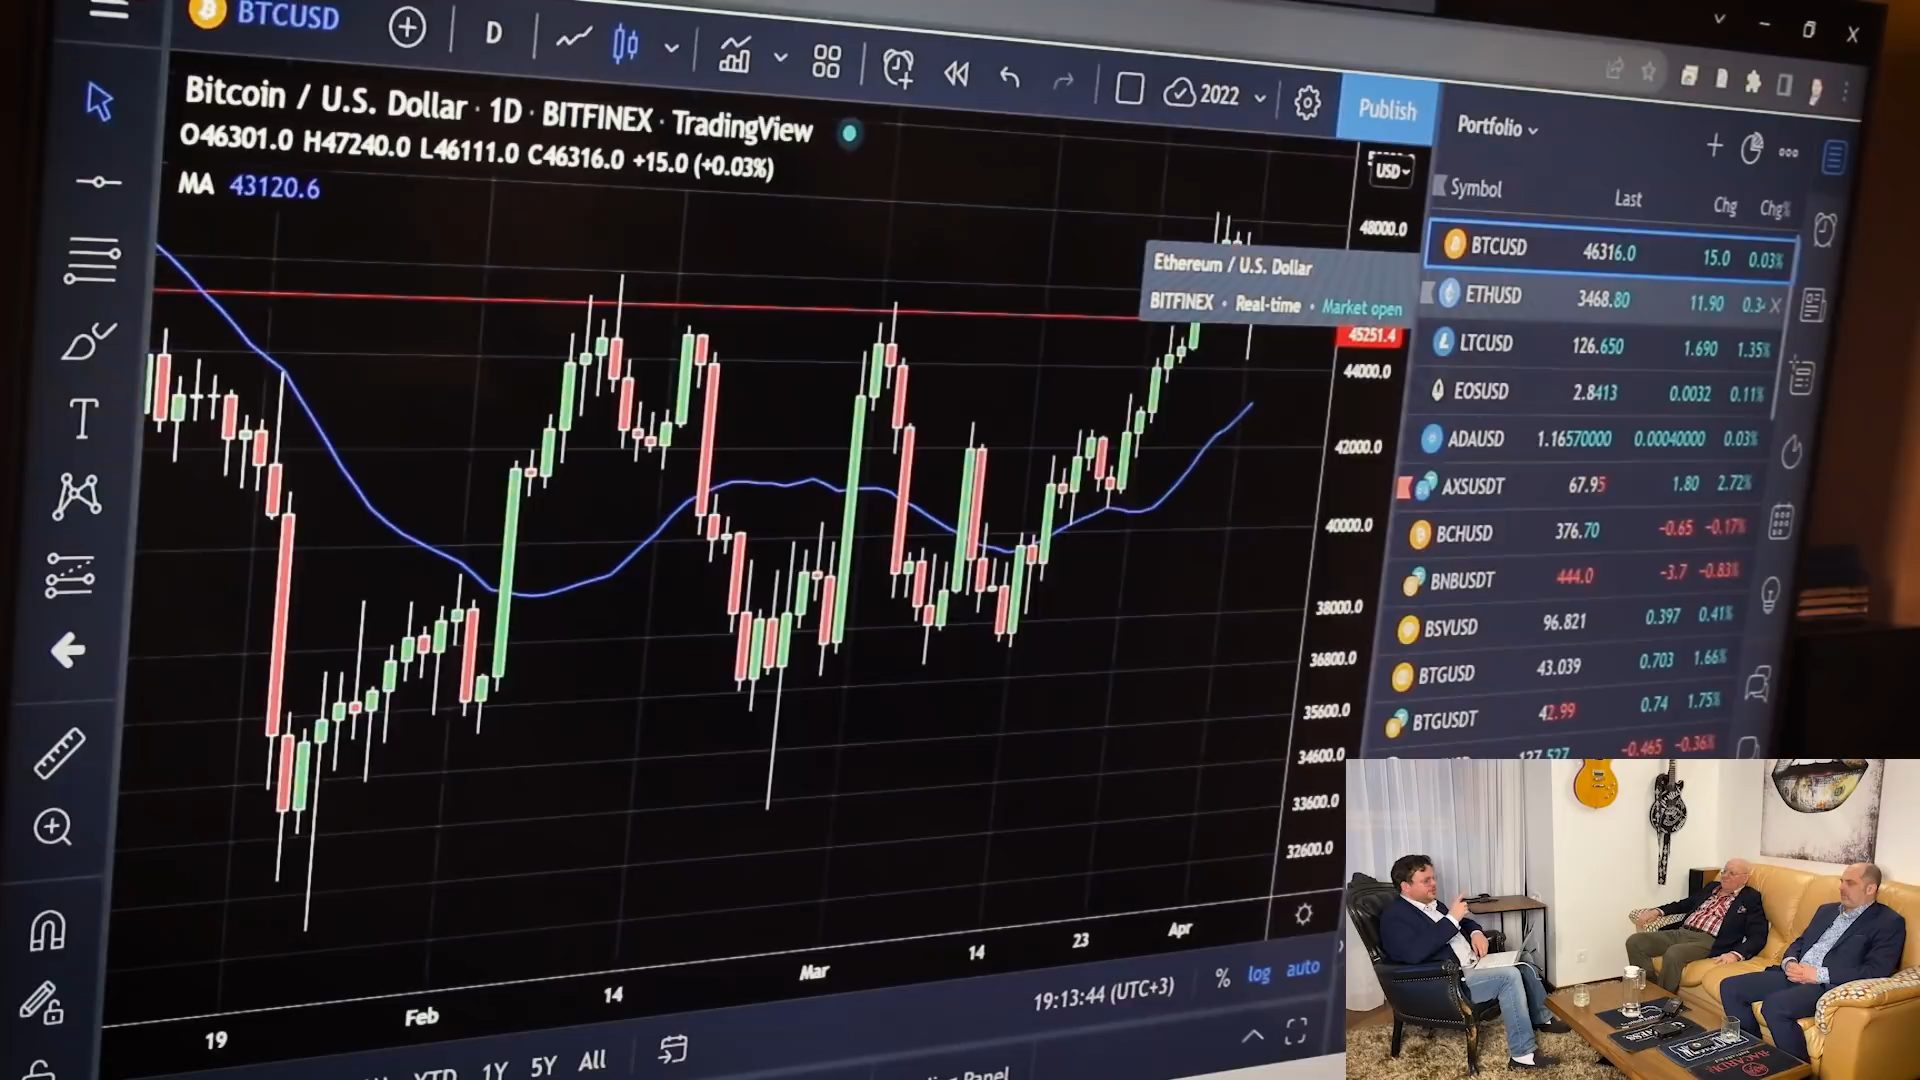 BTCUSD
D
2022
Publish
Bitcoin / U.S. Dollar · 1D · BITFINEX · TradingView
O46301.0 H47240.0 L46111.0 C46316.0 +15.0 (+0.03%)
MA 43120.6
USD
48000.0
Ethereum / U.S. Dollar
BITFINEX • Real-time • Market open
45251.4
44000.0
42000.0
40000.0
38000.0
36800.0
35600.0
34600.0
33600.0
32600.0
19
Feb
14
Mar
14
23
Apr
19:13:44 (UTC+3)
%
log
auto
YTD 1Y 5Y All
Panel
Portfolio
Symbol Last Chg Chg%
BTCUSD 46316.0 15.0 0.03%
ETHUSD 3468.80 11.90
LTCUSD 126.650 1.690 1.35%
EOSUSD 2.8413 0.0032 0.11%
ADAUSD 1.16570000 0.00040000 0.03%
AXSUSDT 67.95 1.80 2.72%
BCHUSD 376.70 -0.65 -0.17%
BNBUSDT 444.0 -3.7 -0.83%
BSVUSD 96.821 0.397 0.41%
BTGUSD 43.039 0.703 1.66%
BTGUSDT 42.99 0.74 1.75%
127.527 -0.465 -0.36%
BACARDI